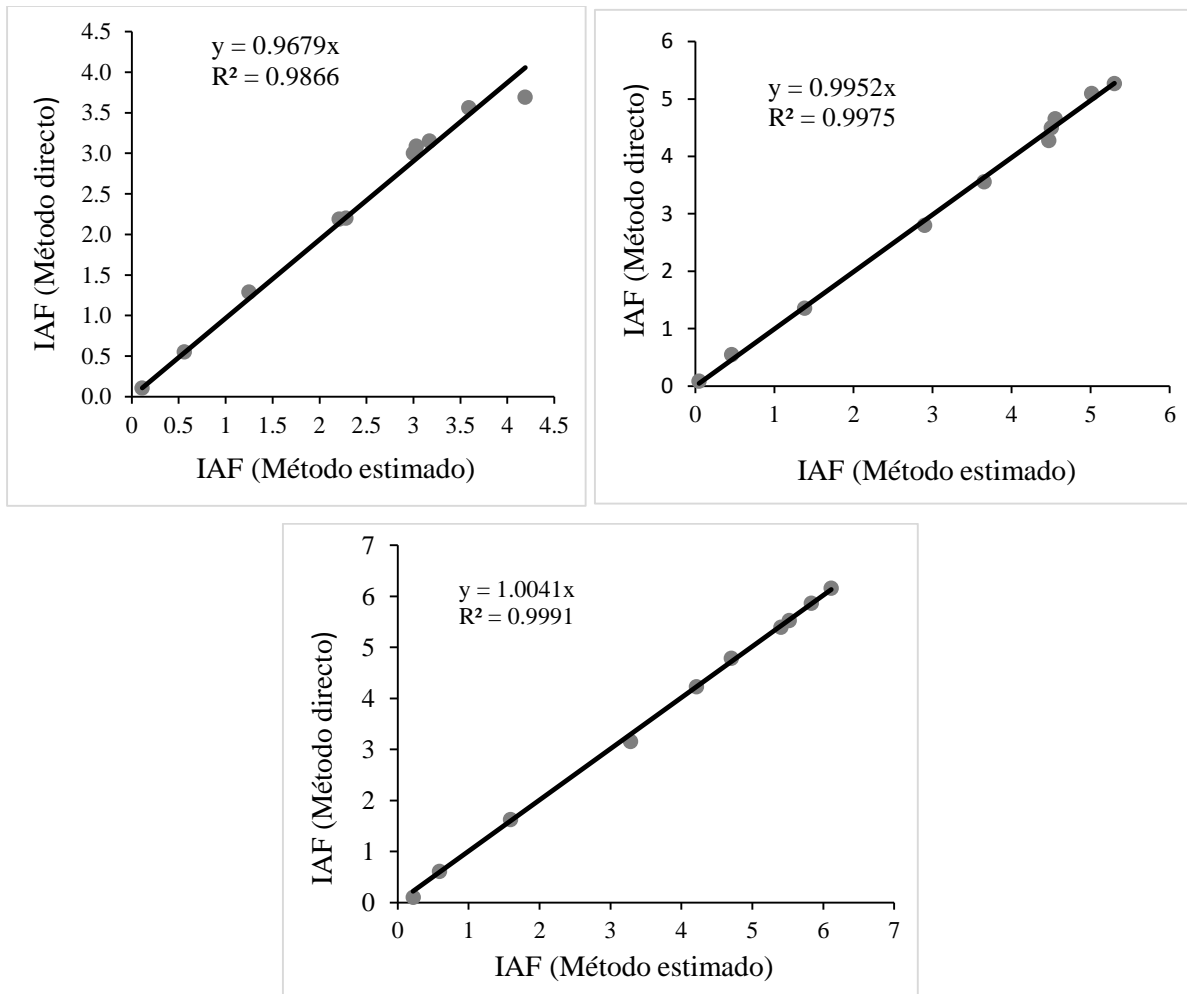 y = 0.9679x
R² = 0.9866
IAF (Método directo)
4.5
4.0
3.5
3.0
2.5
2.0
1.5
1.0
0.5
0.0
0 0.5 1 1.5 2 2.5 3 3.5 4 4.5
IAF (Método estimado)
y = 0.9952x
R² = 0.9975
IAF (Método directo)
6
5
4
3
2
1
0
0 1 2 3 4 5 6
IAF (Método estimado)
y = 1.0041x
R² = 0.9991
IAF (Método directo)
7
6
5
4
3
2
1
0
0 1 2 3 4 5 6 7
IAF (Método estimado)